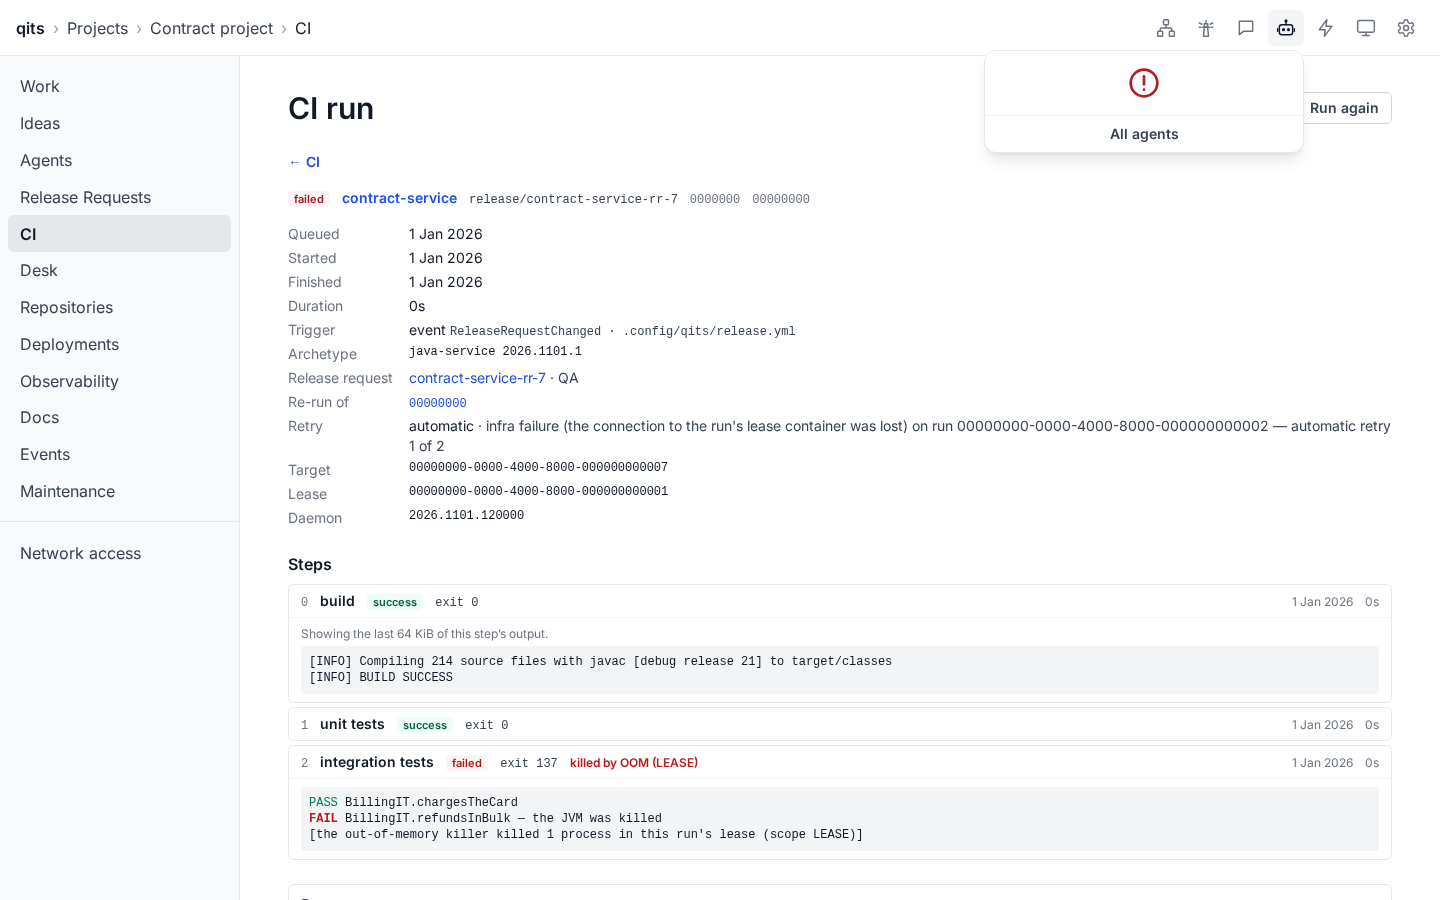 qits › Projects › Contract project › CI
All agents
Work
Ideas
Agents
Release Requests
CI
Desk
Repositories
Deployments
Observability
Docs
Events
Maintenance
Network access
CI run
Run again
← CI
failed contract-service release/contract-service-rr-7 0000000 00000000
Queued 1 Jan 2026
Started 1 Jan 2026
Finished 1 Jan 2026
Duration 0s
Trigger event ReleaseRequestChanged · .config/qits/release.yml
Archetype java-service 2026.1101.1
Release request contract-service-rr-7 · QA
Re-run of 00000000
Retry automatic · infra failure (the connection to the run's lease container was lost) on run 00000000-0000-4000-8000-000000000002 — automatic retry
1 of 2
Target 00000000-0000-4000-8000-000000000007
Lease 00000000-0000-4000-8000-000000000001
Daemon 2026.1101.120000
Steps
0 build success exit 0 1 Jan 2026 0s
Showing the last 64 KiB of this step's output.
[INFO] Compiling 214 source files with javac [debug release 21] to target/classes
[INFO] BUILD SUCCESS
1 unit tests success exit 0 1 Jan 2026 0s
2 integration tests failed exit 137 killed by OOM (LEASE) 1 Jan 2026 0s
PASS BillingIT.chargesTheCard
FAIL BillingIT.refundsInBulk — the JVM was killed
[the out-of-memory killer killed 1 process in this run's lease (scope LEASE)]